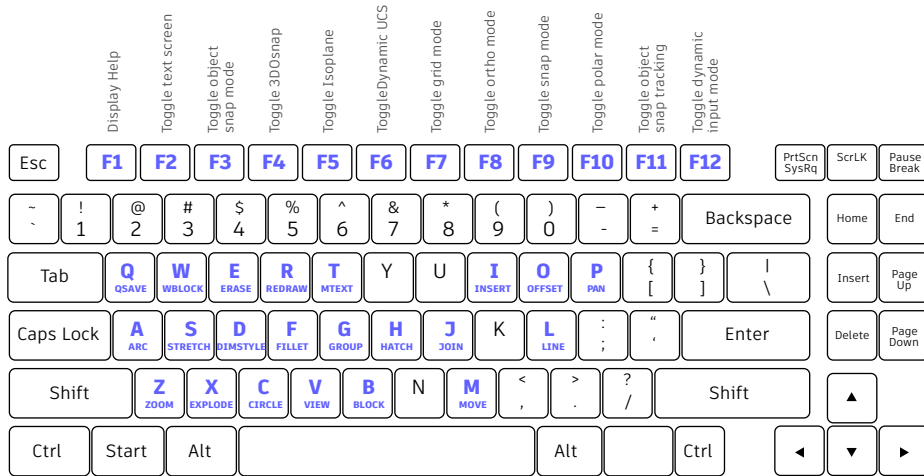 Display Help
Toggle text screen
Toggle object
snap mode
Toggle 3DOsnap
Toggle Isoplane
ToggleDynamic UCS
Toggle grid mode
Toggle ortho mode
Toggle snap mode
Toggle polar mode
Toggle object
snap tracking
Toggle dynamic
input mode
Esc F1 F2 F3 F4 F5 F6 F7 F8 F9 F10 F11 F12
PrtScn
SysRq
ScrLK
Pause
Break
~ ! @ # $ % ^ & * ( ) — +
` 1 2 3 4 5 6 7 8 9 0 - = Backspace
Home End
Tab Q W E R T Y U I O P { } |
[ ] \
QSAVE WBLOCK ERASE REDRAW MTEXT INSERT OFFSET PAN
Insert
Page
Up
Caps Lock A S D F G H J K L : “ Enter
; ‘
ARC STRETCH DIMSTYLE FILLET GROUP HATCH JOIN LINE
Delete
Page
Down
Shift Z X C V B N M < > ? Shift
, . /
ZOOM EXPLODE CIRCLE VIEW BLOCK MOVE
▲
Ctrl Start Alt Alt Ctrl
◄ ▼ ►